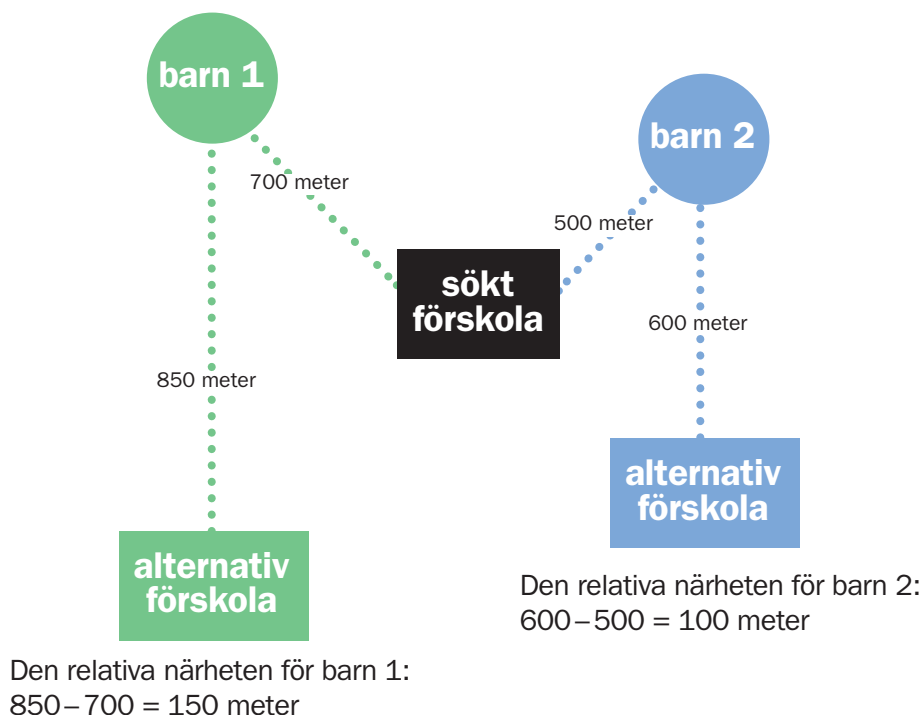 barn 1
barn 2
700 meter
500 meter
sökt
förskola
600 meter
850 meter
alternativ
förskola
alternativ
förskola
Den relativa närheten för barn 2:
600–500 = 100 meter
Den relativa närheten för barn 1:
850–700 = 150 meter